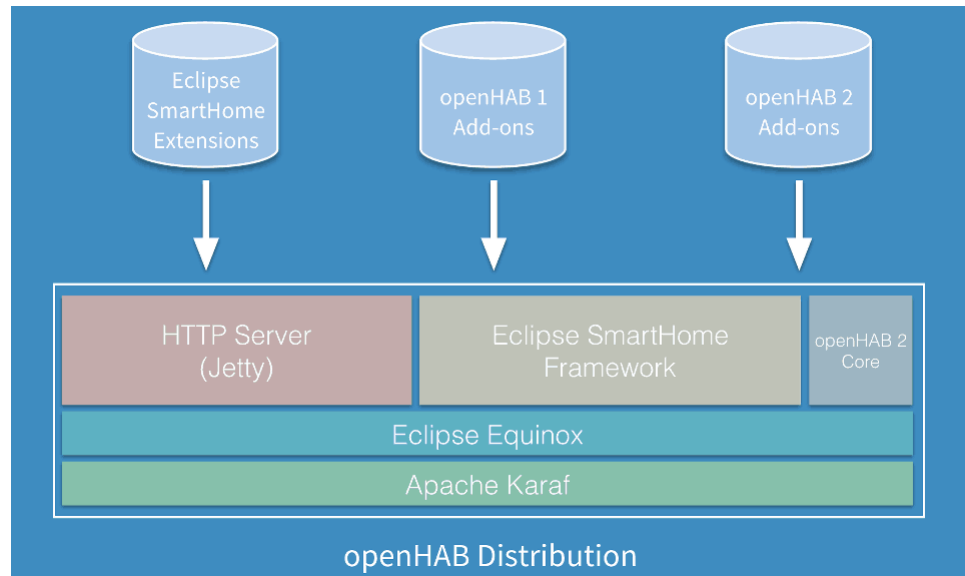 Eclipse
SmartHome
Extensions
openHAB 1
Add-ons
openHAB 2
Add-ons
HTTP Server
(Jetty)
Eclipse SmartHome
Framework
openHAB 2
Core
Eclipse Equinox
Apache Karaf
openHAB Distribution